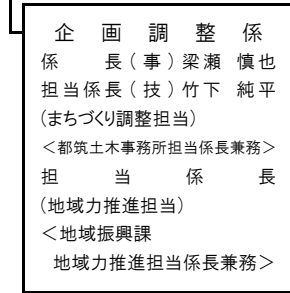 企画調整係
係長(事)梁瀬 慎也
担当係長(技)竹下 純平
(まちづくり調整担当)
<都筑土木事務所担当係長兼務>
担当係長
(地域力推進担当)
<地域振興課
地域力推進担当係長兼務>